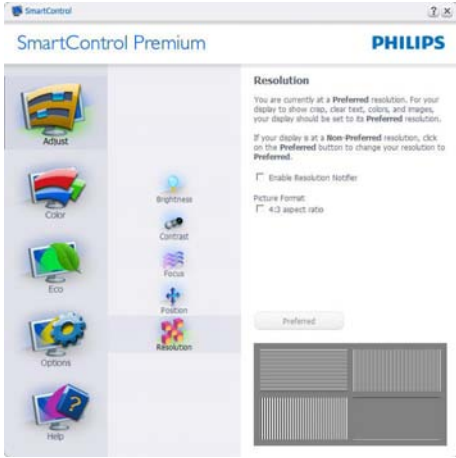 SmartControl
SmartControl Premium
PHILIPS
Adjust
Color
Eco
Options
Help
Brightness
Contrast
Focus
Position
Resolution
Resolution
You are currently at a Preferred resolution. For your
display to show crisp, clear text, colors, and images,
your display should be set to its Preferred resolution.
If your display is at a Non-Preferred resolution, click
on the Preferred button to change your resolution to
Preferred.
Enable Resolution Notifier
Picture Format:
4:3 aspect ratio
Preferred